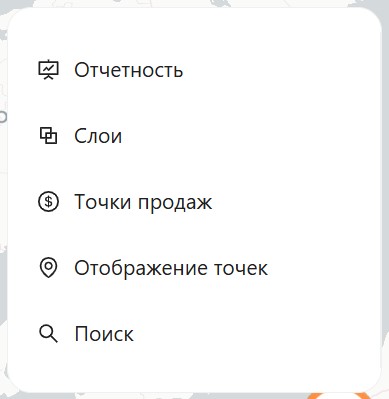 Отчетность
Слои
Точки продаж
Отображение точек
Поиск